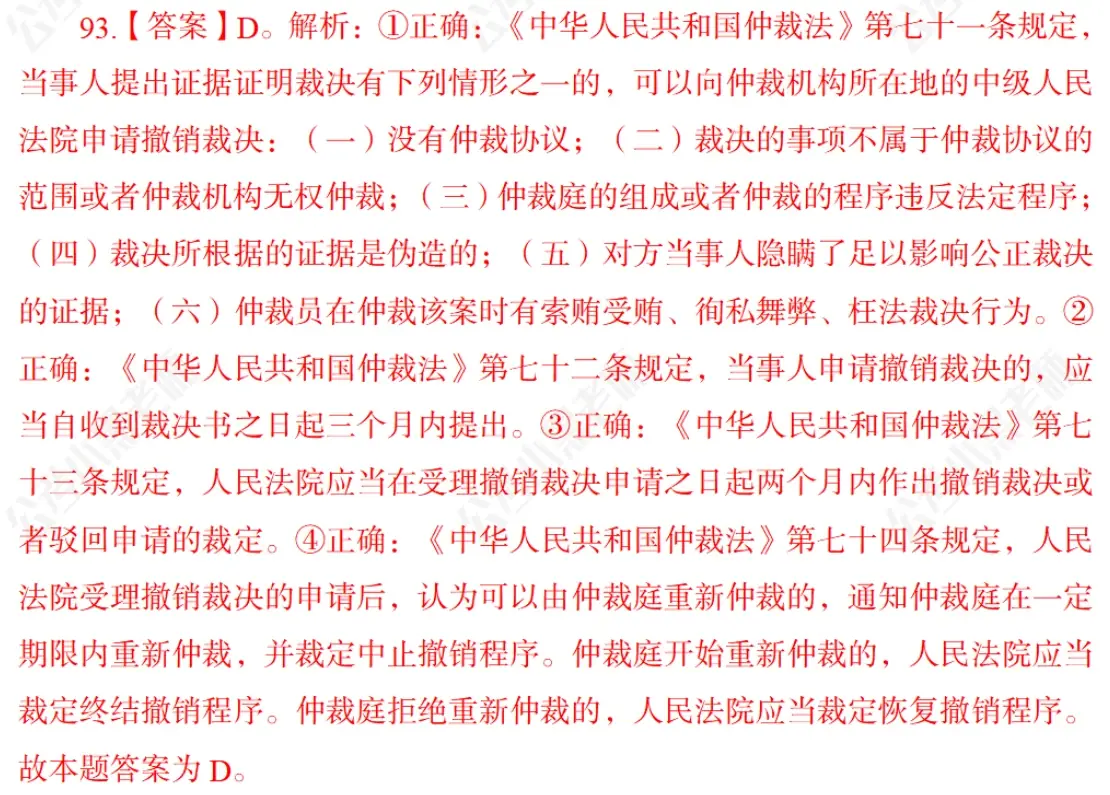 93.【答案】D。解析：①正确：《中华人民共和国仲裁法》第七十一条规定，
当事人提出证据证明裁决有下列情形之一的，可以向仲裁机构所在地的中级人民
法院申请撤销裁决：（一）没有仲裁协议；（二）裁决的事项不属于仲裁协议的
范围或者仲裁机构无权仲裁；（三）仲裁庭的组成或者仲裁的程序违反法定程序；
（四）裁决所根据的证据是伪造的；（五）对方当事人隐瞒了足以影响公正裁决
的证据；（六）仲裁员在仲裁该案时有索贿受贿、徇私舞弊、枉法裁决行为。②
正确：《中华人民共和国仲裁法》第七十二条规定，当事人申请撤销裁决的，应
当自收到裁决书之日起三个月内提出。③正确：《中华人民共和国仲裁法》第七
十三条规定，人民法院应当在受理撤销裁决申请之日起两个月内作出撤销裁决或
者驳回申请的裁定。④正确：《中华人民共和国仲裁法》第七十四条规定，人民
法院受理撤销裁决的申请后，认为可以由仲裁庭重新仲裁的，通知仲裁庭在一定
期限内重新仲裁，并裁定中止撤销程序。仲裁庭开始重新仲裁的，人民法院应当
裁定终结撤销程序。仲裁庭拒绝重新仲裁的，人民法院应当裁定恢复撤销程序。
故本题答案为 D。